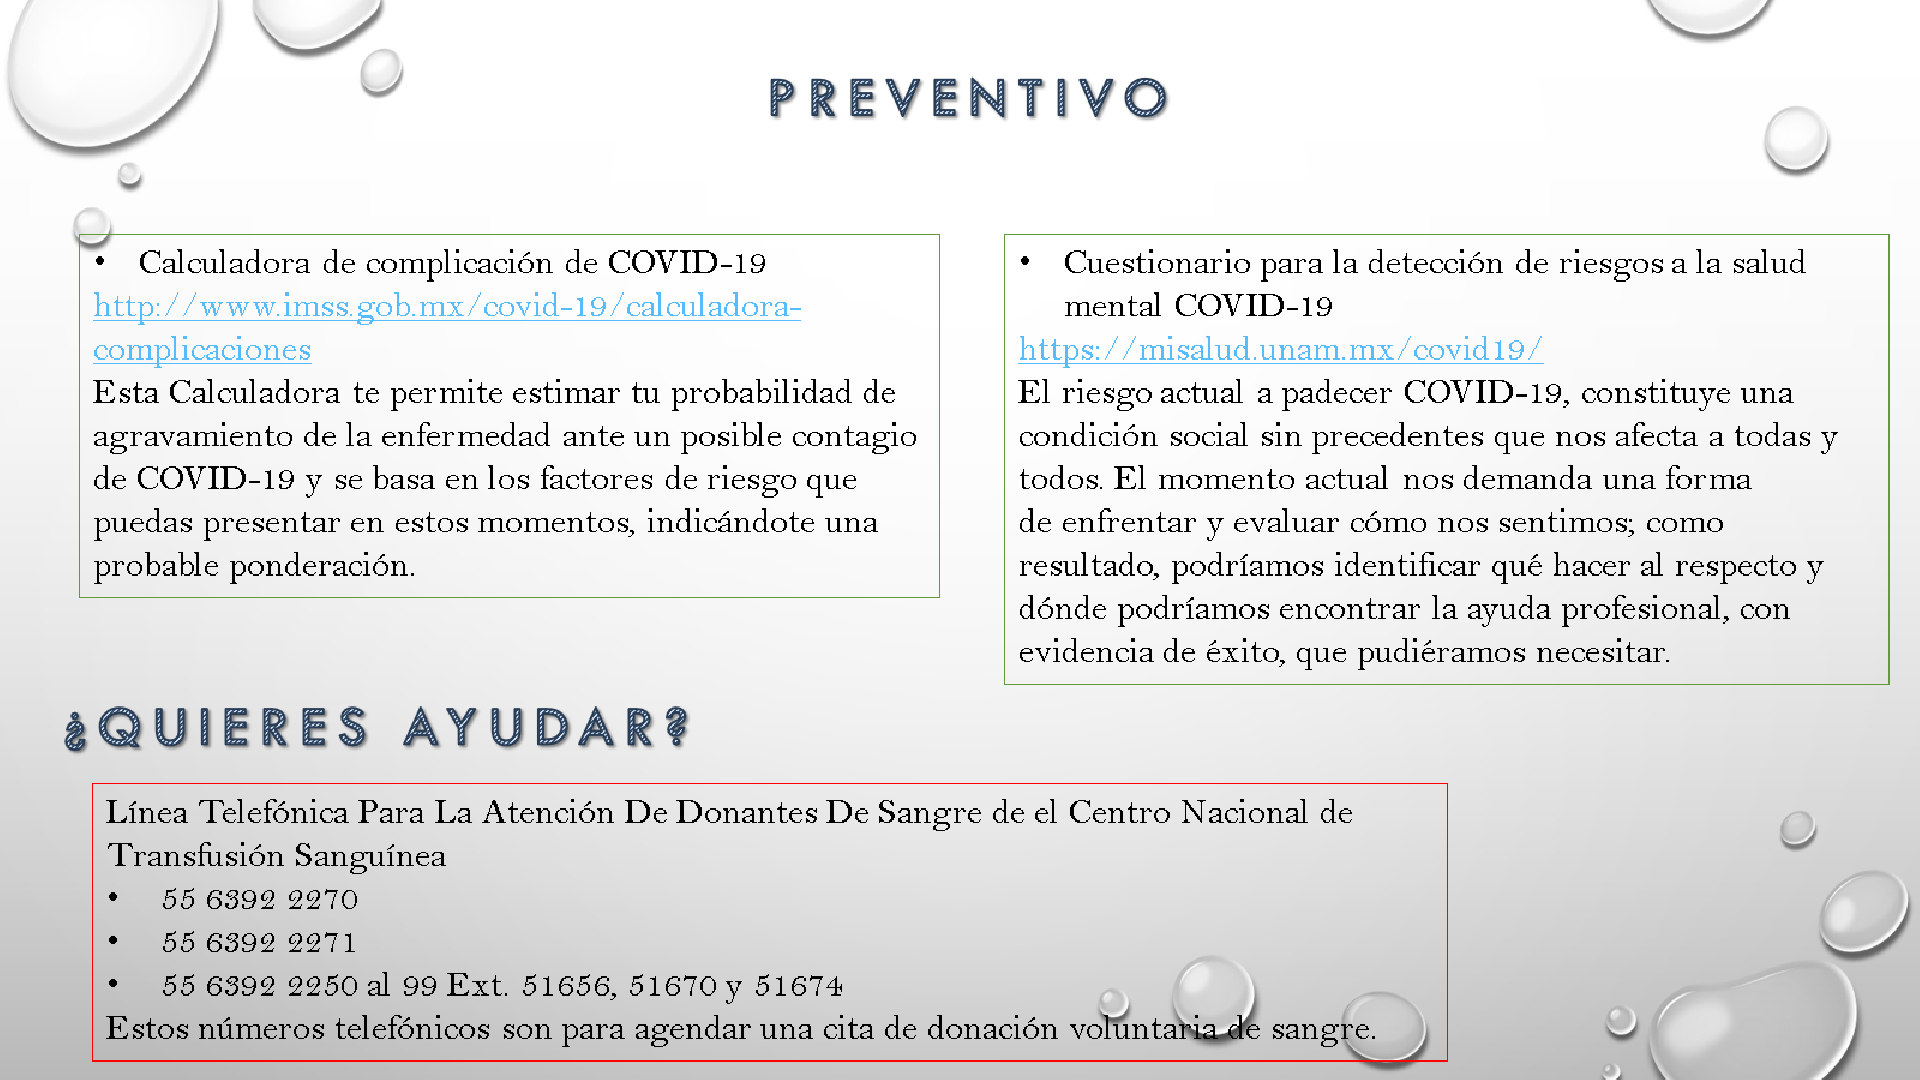 PREVENTIVO
• Calculadora de complicación de COVID-19
http://www.imss.gob.mx/covid-19/calculadora-
complicaciones
Esta Calculadora te permite estimar tu probabilidad de
agravamiento de la enfermedad ante un posible contagio
de COVID-19 y se basa en los factores de riesgo que
puedas presentar en estos momentos, indicándote una
probable ponderación.
• Cuestionario para la detección de riesgos a la salud
mental COVID-19
https://misalud.unam.mx/covid19/
El riesgo actual a padecer COVID-19, constituye una
condición social sin precedentes que nos afecta a todas y
todos. El momento actual nos demanda una forma
de enfrentar y evaluar cómo nos sentimos; como
resultado, podríamos identificar qué hacer al respecto y
dónde podríamos encontrar la ayuda profesional, con
evidencia de éxito, que pudiéramos necesitar.
¿QUIERES AYUDAR?
Línea Telefónica Para La Atención De Donantes De Sangre de el Centro Nacional de
Transfusión Sanguínea
• 55 6392 2270
• 55 6392 2271
• 55 6392 2250 al 99 Ext. 51656, 51670 y 51674
Estos números telefónicos son para agendar una cita de donación voluntaria de sangre.